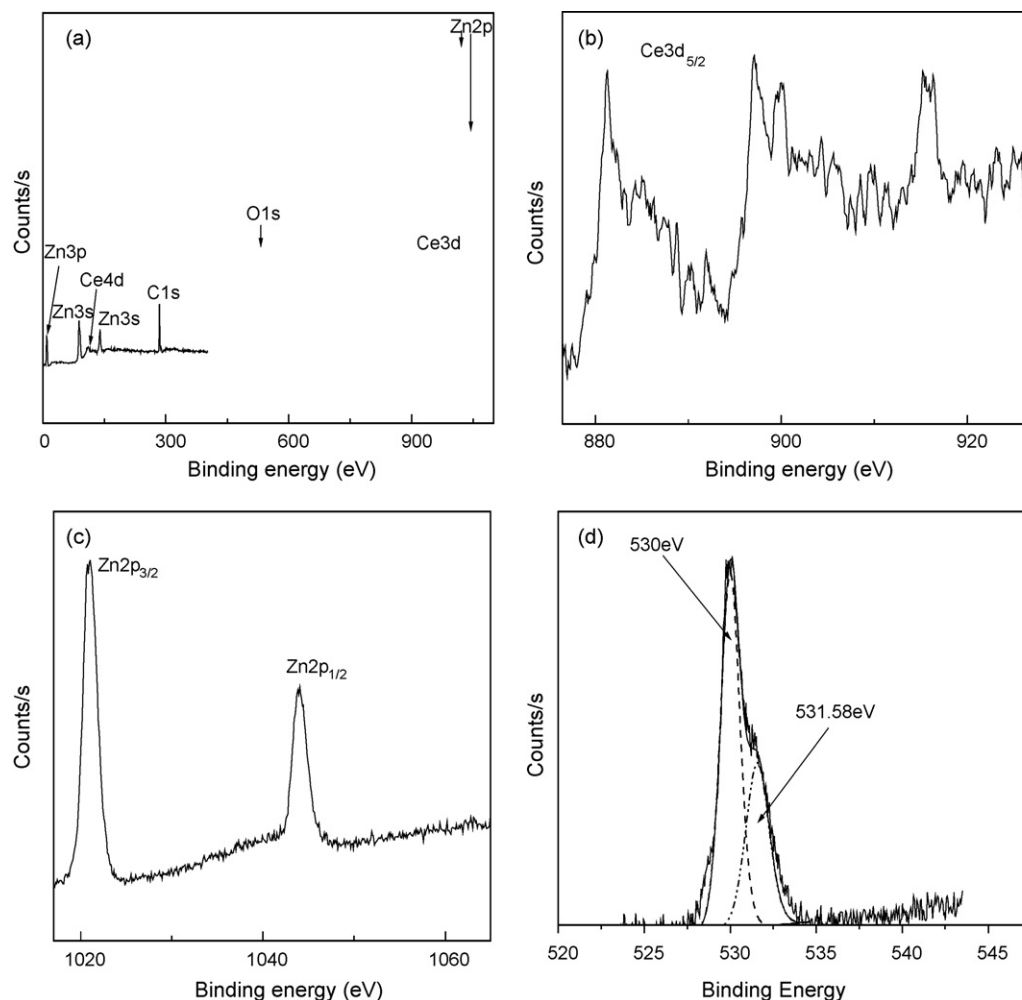 (a)
Zn2p
O1s
Ce3d
Zn3p
Ce4d
Zn3s
Zn3s
C1s
Counts/s
0 300 600 900
Binding energy (eV)
(b)
Ce3d5/2
Counts/s
880 900 920
Binding energy (eV)
(c)
Zn2p3/2
Zn2p1/2
Counts/s
1020 1040 1060
Binding energy (eV)
(d)
530eV
531.58eV
Counts/s
520 525 530 535 540 545
Binding Energy